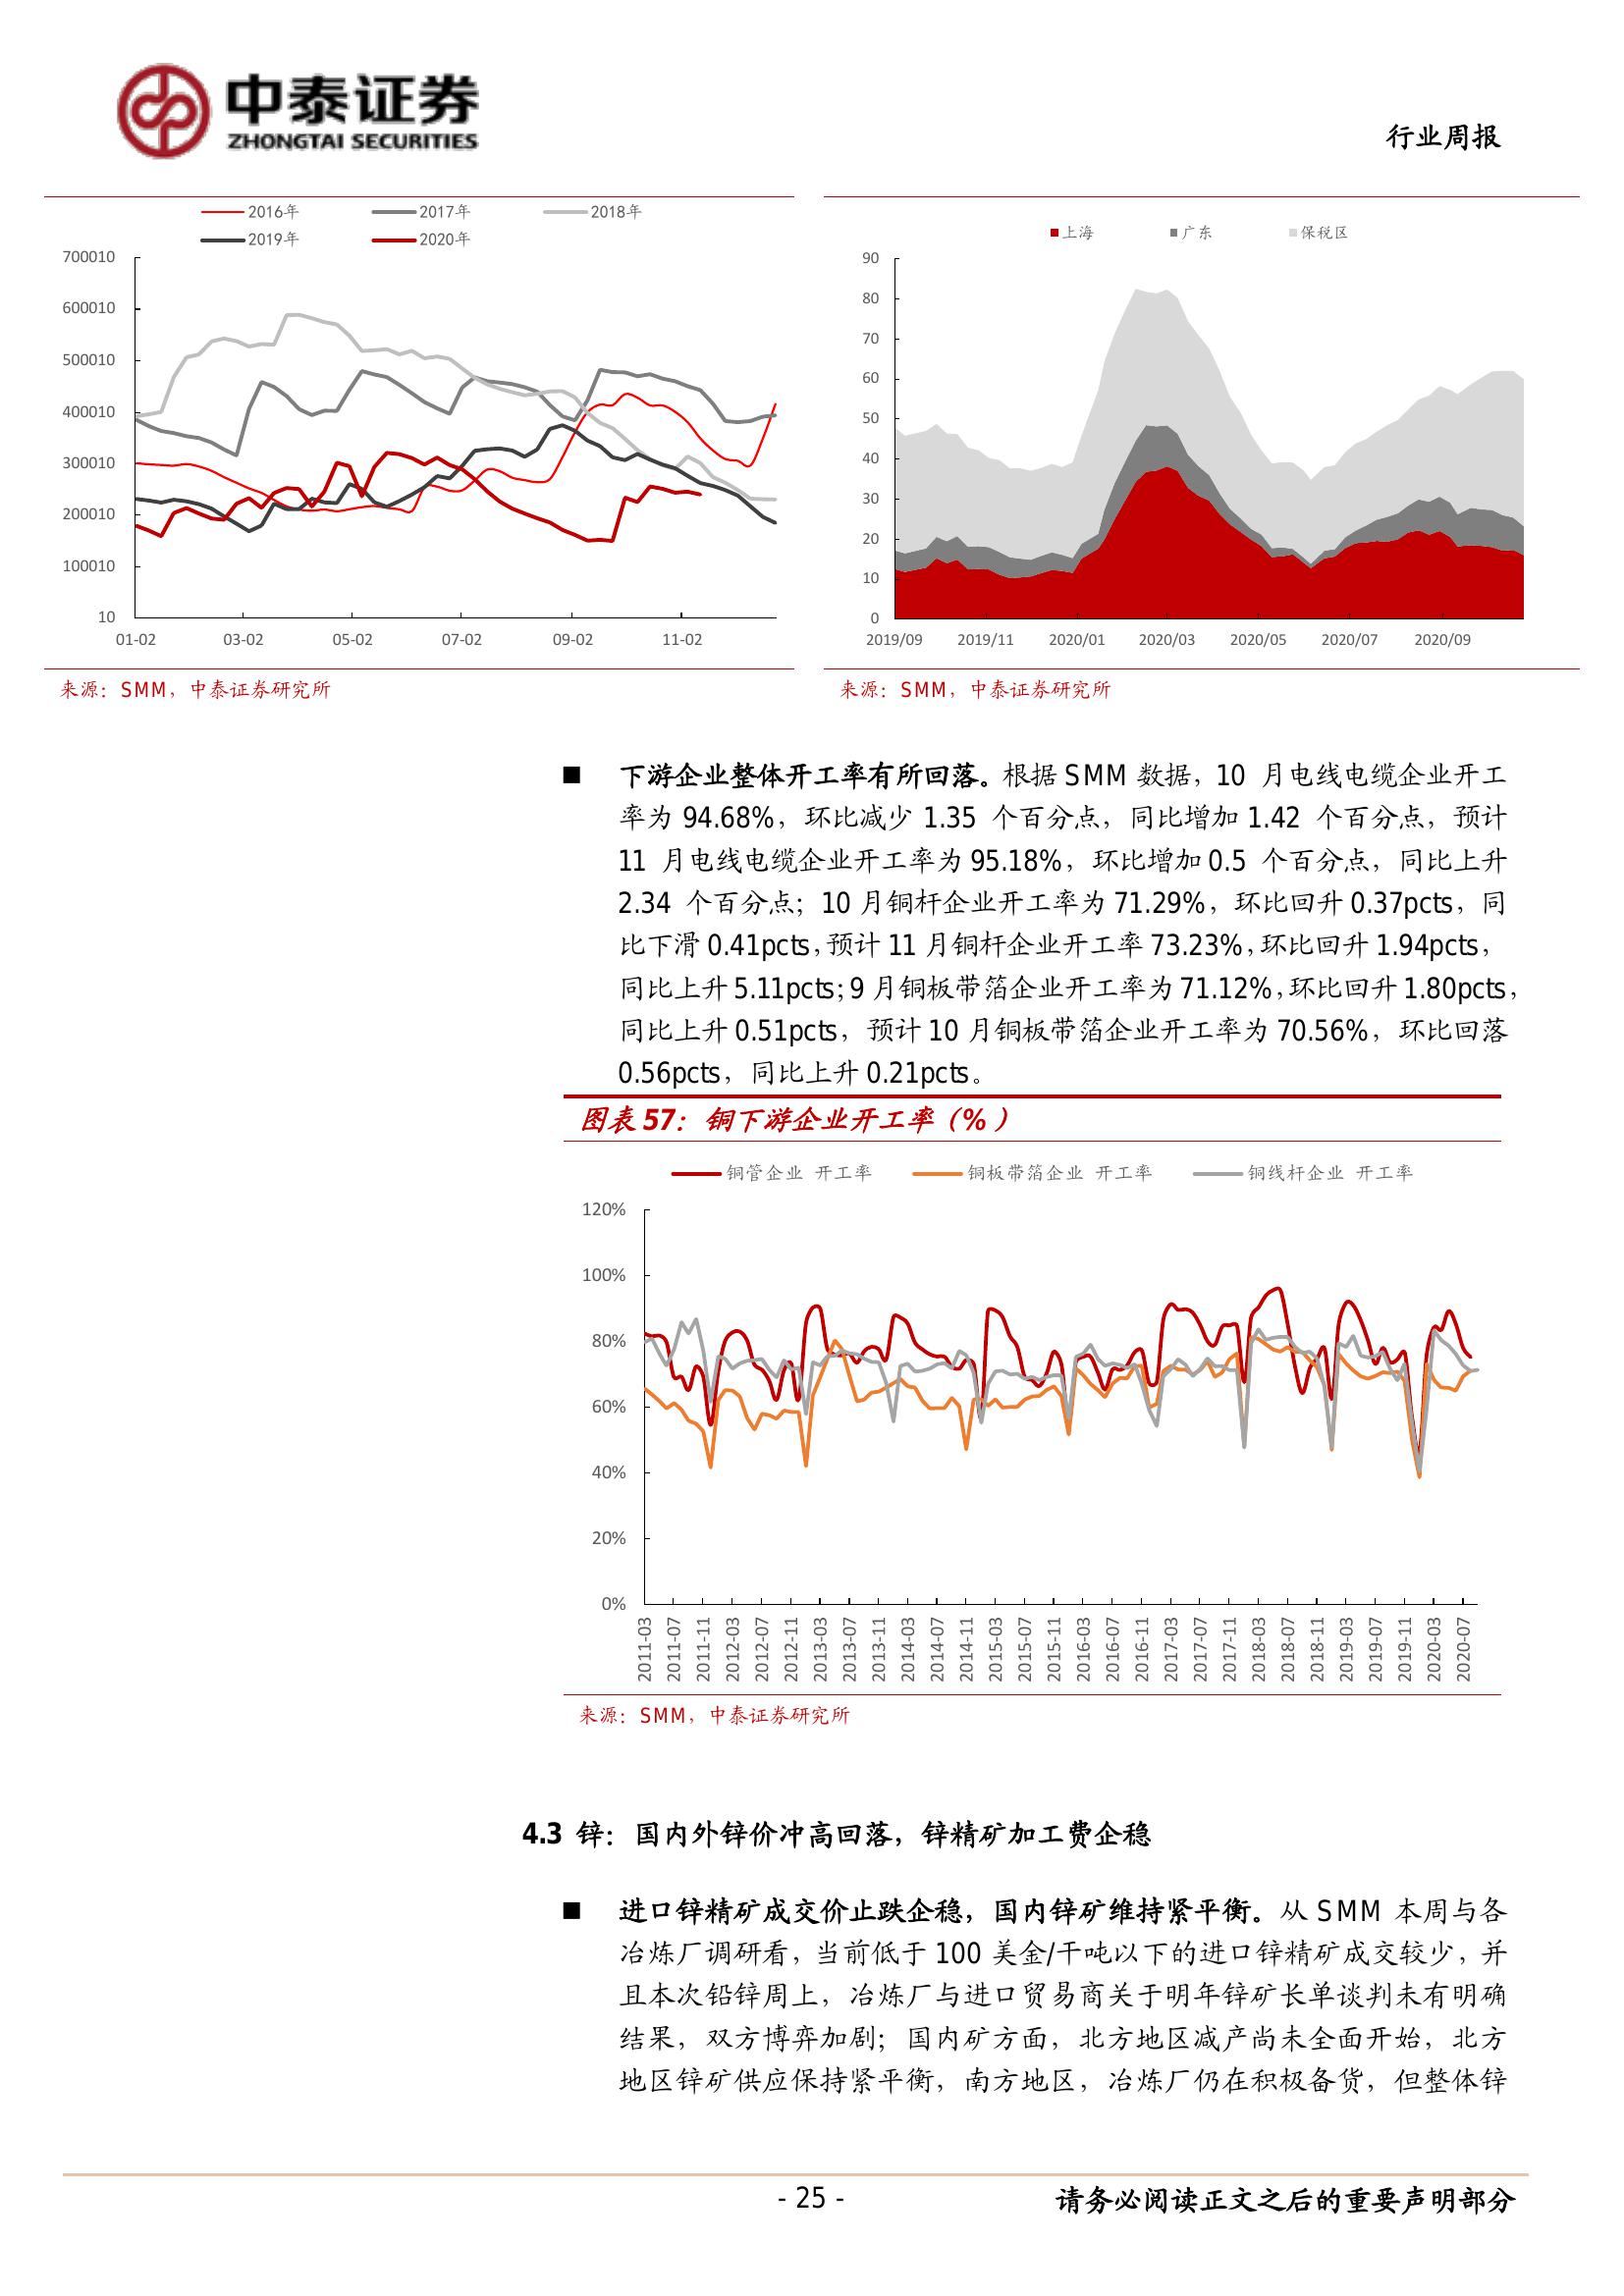 中泰证券
ZHONGTAI SECURITIES
行业周报
2016年 2017年 2018年
2019年 2020年
700010
600010
500010
400010
300010
200010
100010
10
01-02 03-02 05-02 07-02 09-02 11-02
来源：SMM，中泰证券研究所
上海 广东 保税区
90
80
70
60
50
40
30
20
10
0
2019/09 2019/11 2020/01 2020/03 2020/05 2020/07 2020/09
来源：SMM，中泰证券研究所
■ 下游企业整体开工率有所回落。根据 SMM 数据，10 月电线电缆企业开工
率为 94.68%，环比减少 1.35 个百分点，同比增加 1.42 个百分点，预计
11 月电线电缆企业开工率为 95.18%，环比增加 0.5 个百分点，同比上升
2.34 个百分点；10 月铜杆企业开工率为 71.29%，环比回升 0.37pcts，同
比下滑 0.41pcts，预计 11 月铜杆企业开工率 73.23%，环比回升 1.94pcts，
同比上升 5.11pcts；9 月铜板带箔企业开工率为 71.12%，环比回升 1.80pcts，
同比上升 0.51pcts，预计 10 月铜板带箔企业开工率为 70.56%，环比回落
0.56pcts，同比上升 0.21pcts。
图表 57：铜下游企业开工率（%）
铜管企业 开工率 铜板带箔企业 开工率 铜线杆企业 开工率
120%
100%
80%
60%
40%
20%
0%
2011-03 2011-07 2011-11 2012-03 2012-07 2012-11 2013-03 2013-07 2013-11 2014-03 2014-07 2014-11 2015-03 2015-07 2015-11 2016-03 2016-07 2016-11 2017-03 2017-07 2017-11 2018-03 2018-07 2018-11 2019-03 2019-07 2019-11 2020-03 2020-07
来源：SMM，中泰证券研究所
4.3 锌：国内外锌价冲高回落，锌精矿加工费企稳
■ 进口锌精矿成交价止跌企稳，国内锌矿维持紧平衡。从 SMM 本周与各
冶炼厂调研看，当前低于 100 美金/干吨以下的进口锌精矿成交较少，并
且本次铅锌周上，冶炼厂与进口贸易商关于明年锌矿长单谈判未有明确
结果，双方博弈加剧；国内矿方面，北方地区减产尚未全面开始，北方
地区锌矿供应保持紧平衡，南方地区，冶炼厂仍在积极备货，但整体锌
- 25 -
请务必阅读正文之后的重要声明部分